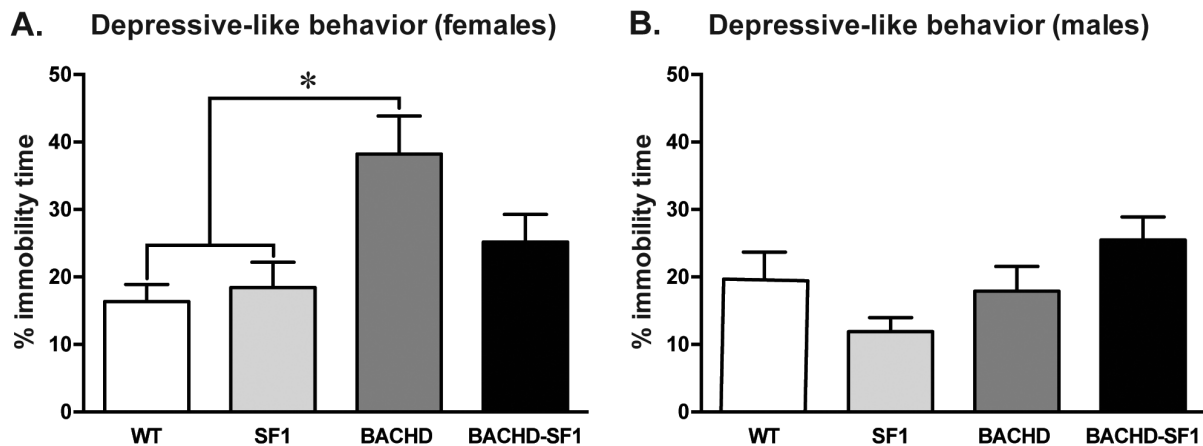 A. Depressive-like behavior (females)
% immobility time
50
40
30
20
10
0
*
WT SF1 BACHD BACHD-SF1
B. Depressive-like behavior (males)
% immobility time
50
40
30
20
10
0
WT SF1 BACHD BACHD-SF1